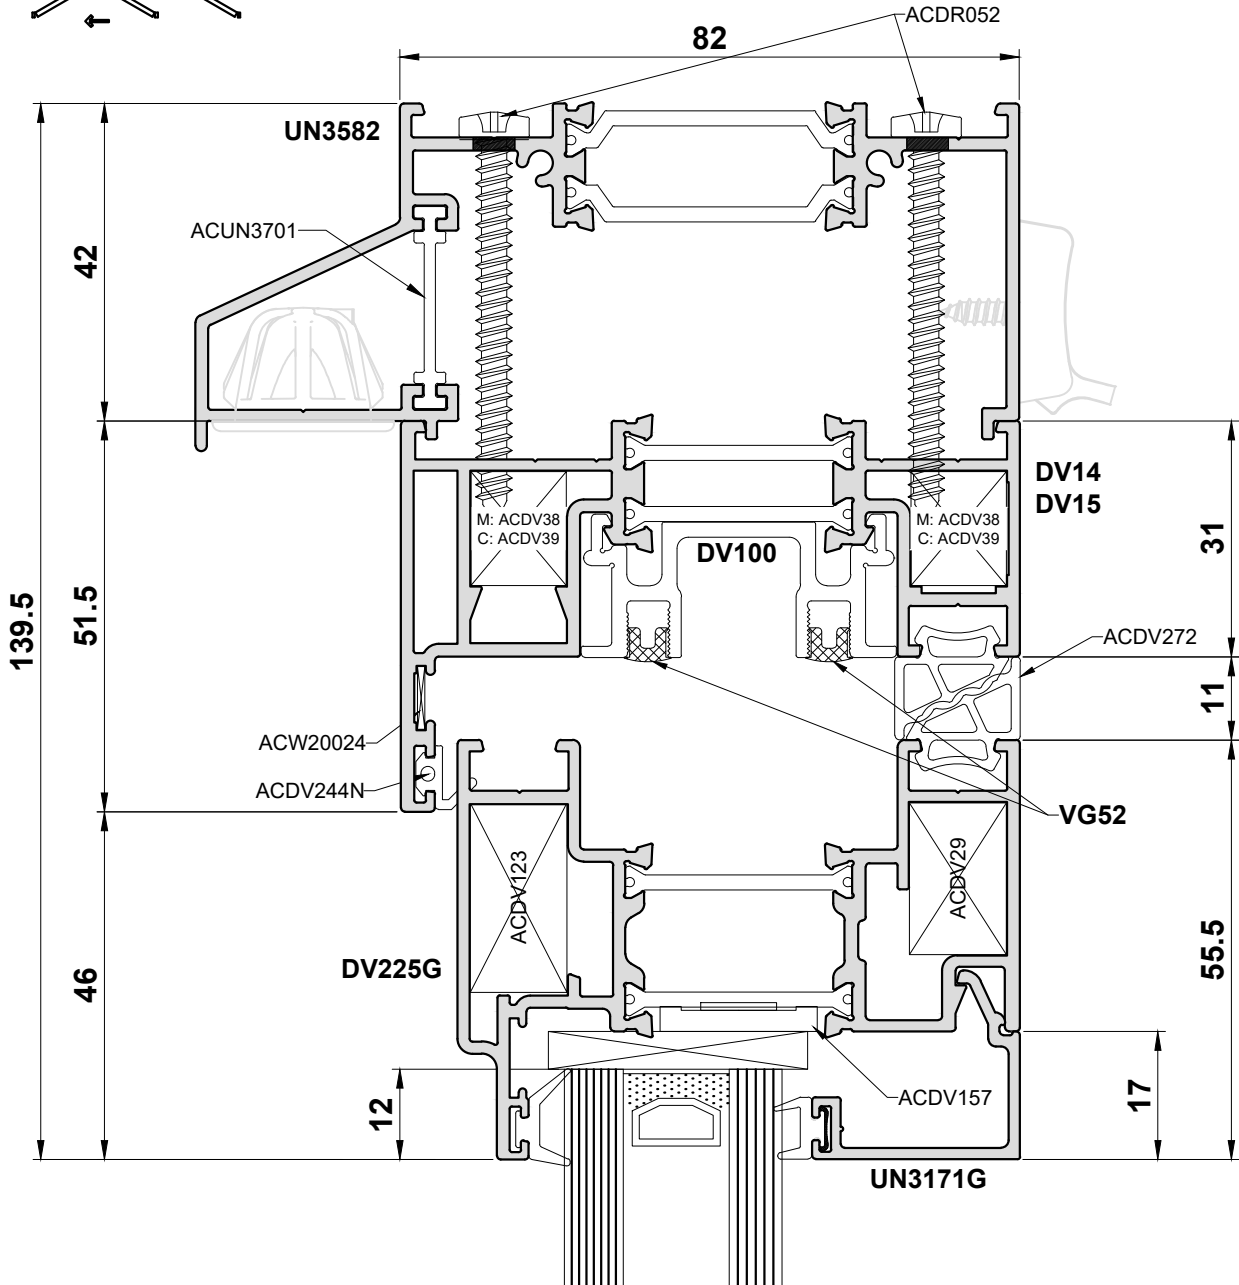 ACDR052
82
UN3582
ACUN3701
42
DV14
DV15
M: ACDV38
C: ACDV39
M: ACDV38
C: ACDV39
DV100
31
139.5
51.5
ACDV272
11
ACW20024
ACDV244N
VG52
ACDV123
ACDV29
DV225G
55.5
46
12
ACDV157
17
UN3171G